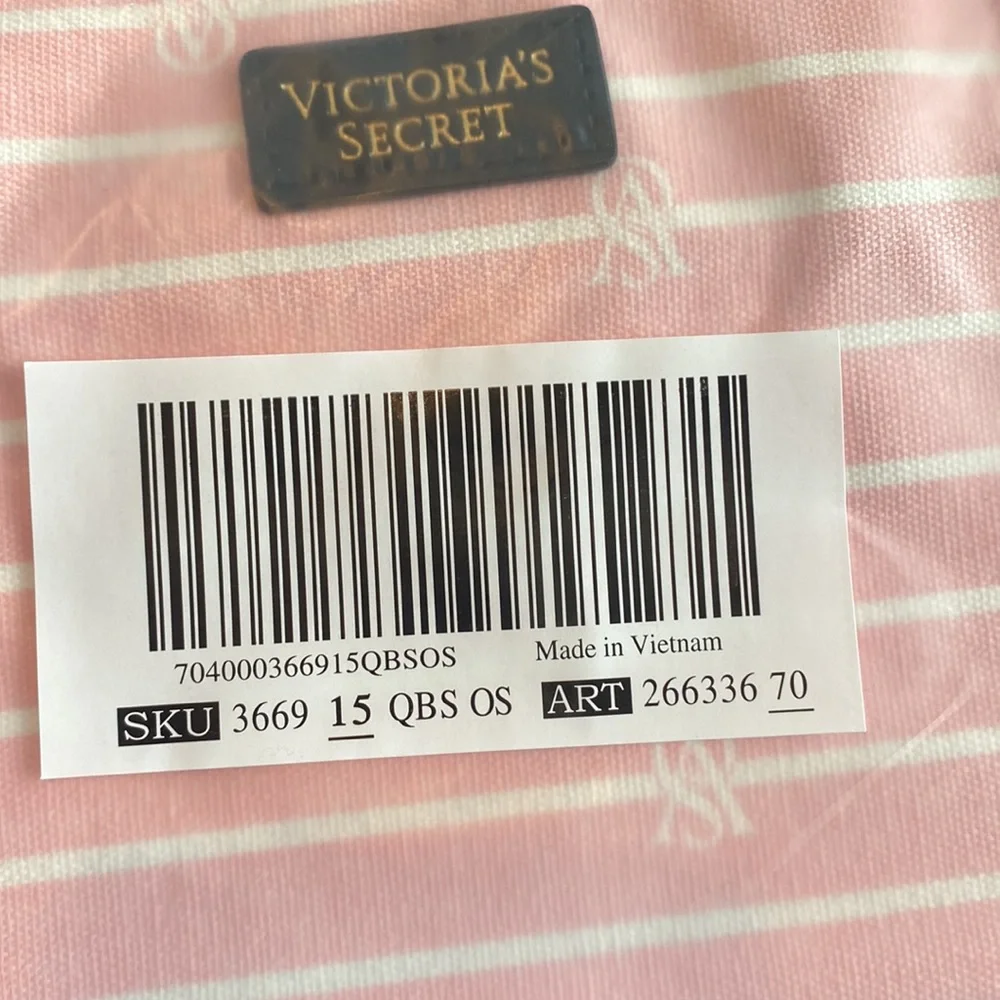 VICTORIA'S
SECRET
704000366915QBSOS
Made in Vietnam
SKU 3669 15 QBS OS ART 266336 70